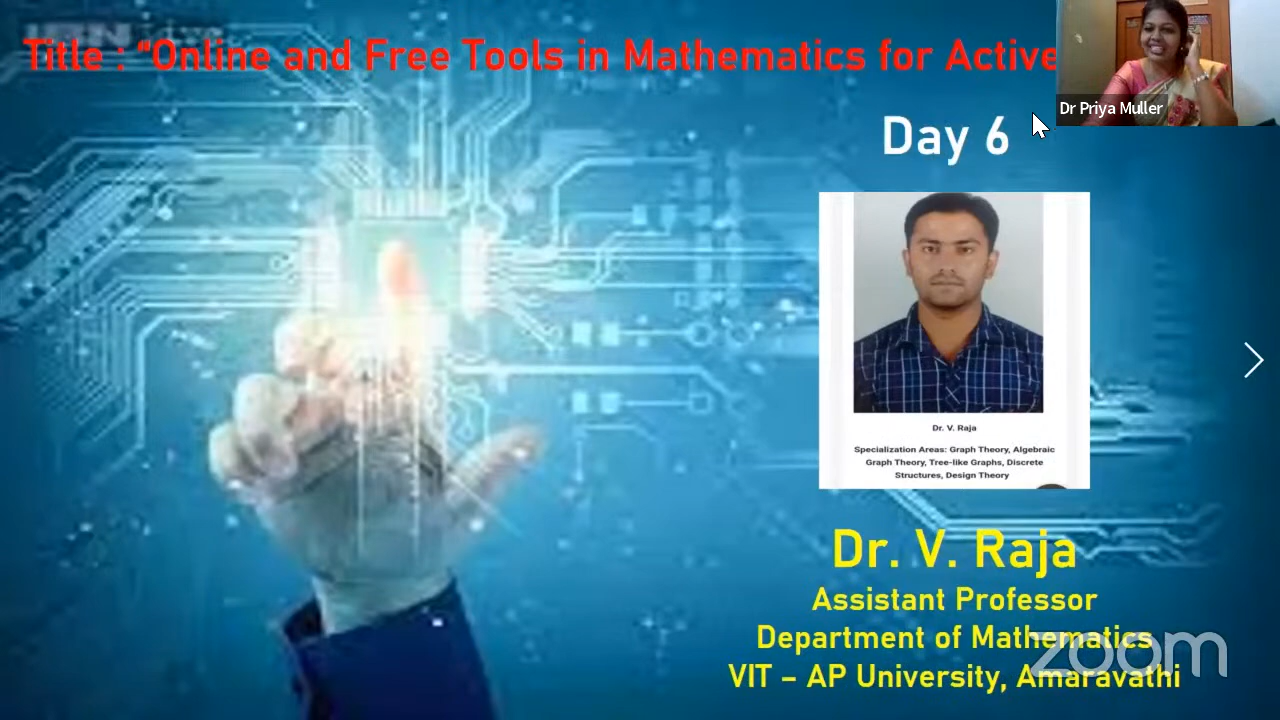 Title : "Online and Free Tools in Mathematics for Active
Dr Priya Muller
Day 6
Dr. V. Raja
Specialization Areas: Graph Theory, Algebraic
Graph Theory, Tree-like Graphs, Discrete
Structures, Design Theory
Dr. V. Raja
Assistant Professor
Department of Mathematics
VIT – AP University, Amaravathi
zoom